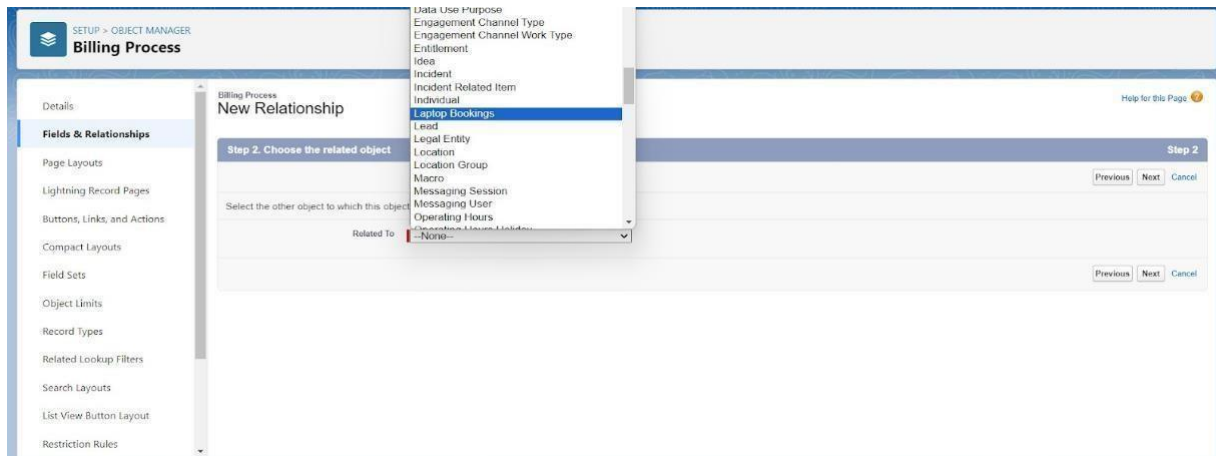 SETUP > OBJECT MANAGER
Billing Process
Details
Fields & Relationships
Page Layouts
Lightning Record Pages
Buttons, Links, and Actions
Compact Layouts
Field Sets
Object Limits
Record Types
Related Lookup Filters
Search Layouts
List View Button Layout
Restriction Rules
Billing Process
New Relationship
Help for this Page
Step 2. Choose the related object
Step 2
Previous Next Cancel
Select the other object to which this object
Related To
Data Use Purpose
Engagement Channel Type
Engagement Channel Work Type
Entitlement
Idea
Incident
Incident Related Item
Individual
Laptop Bookings
Lead
Legal Entity
Location
Location Group
Macro
Messaging Session
Messaging User
Operating Hours
Operating Hours Holiday
--None--
Previous Next Cancel